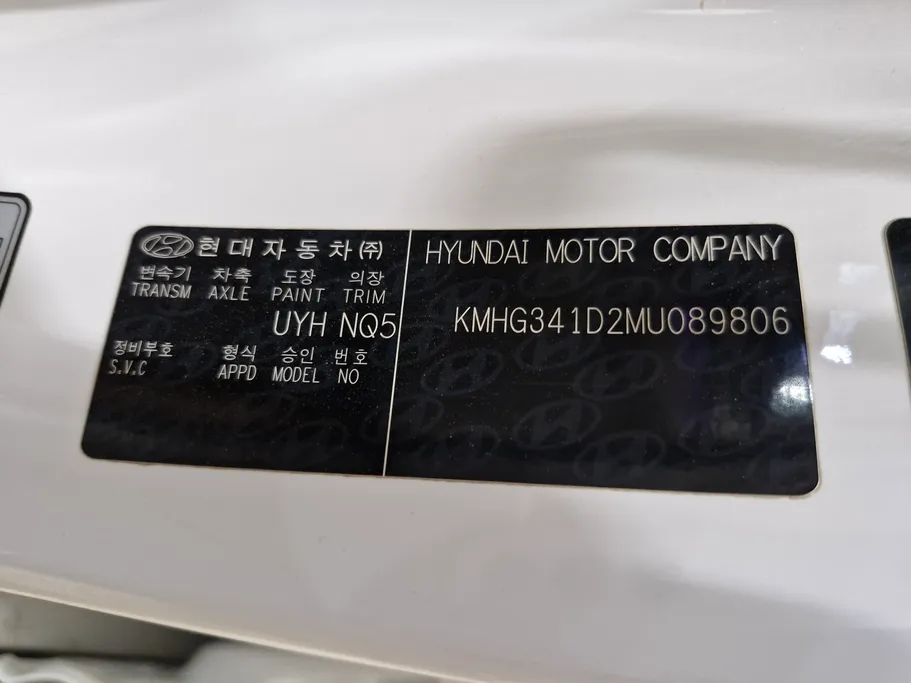 현대자동차㈜
변속기 차축 도장 의장
TRANSM AXLE PAINT TRIM
UYH NQ5
정비부호 형식 승인 번호
S.V.C APPD MODEL NO
HYUNDAI MOTOR COMPANY
KMHG341D2MU089806